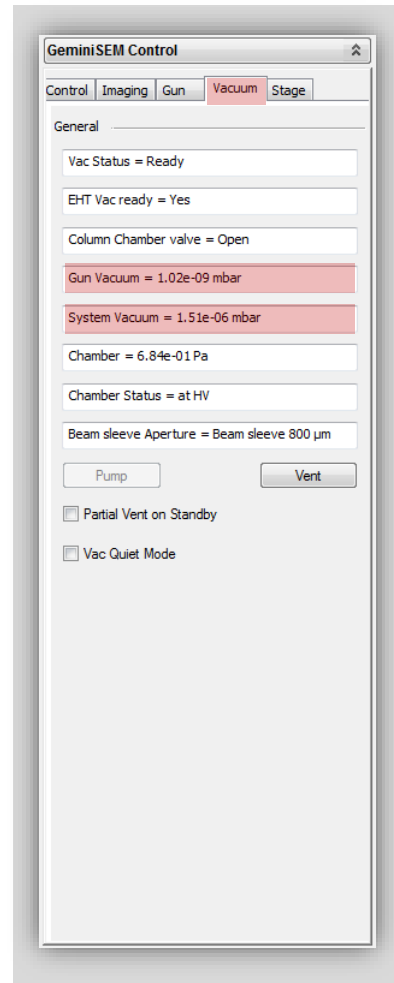 GeminiSEM Control
Control Imaging Gun Vacuum Stage
General
Vac Status = Ready
EHT Vac ready = Yes
Column Chamber valve = Open
Gun Vacuum = 1.02e-09 mbar
System Vacuum = 1.51e-06 mbar
Chamber = 6.84e-01 Pa
Chamber Status = at HV
Beam sleeve Aperture = Beam sleeve 800 µm
Pump Vent
Partial Vent on Standby
Vac Quiet Mode